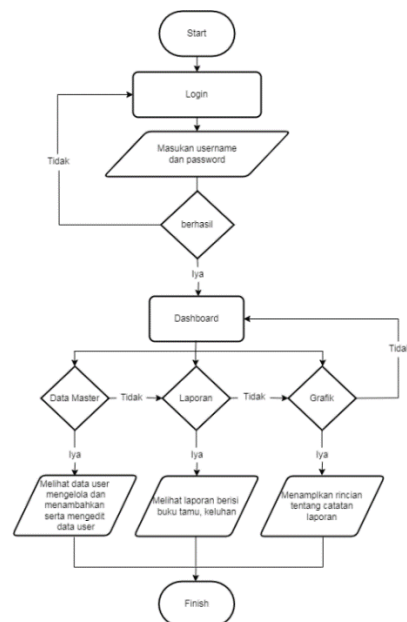 Start
Login
Masukan username
dan password
Tidak
berhasil
Iya
Dashboard
Tidak
Data Master
Tidak
Laporan
Tidak
Grafik
Iya
Iya
Iya
Melihat data user
mengelola dan
menambahkan
serta mengedit
data user
Melihat laporan berisi
buku tamu, keluhan
Menampikan rincian
tentang catatan
laporan
Finish